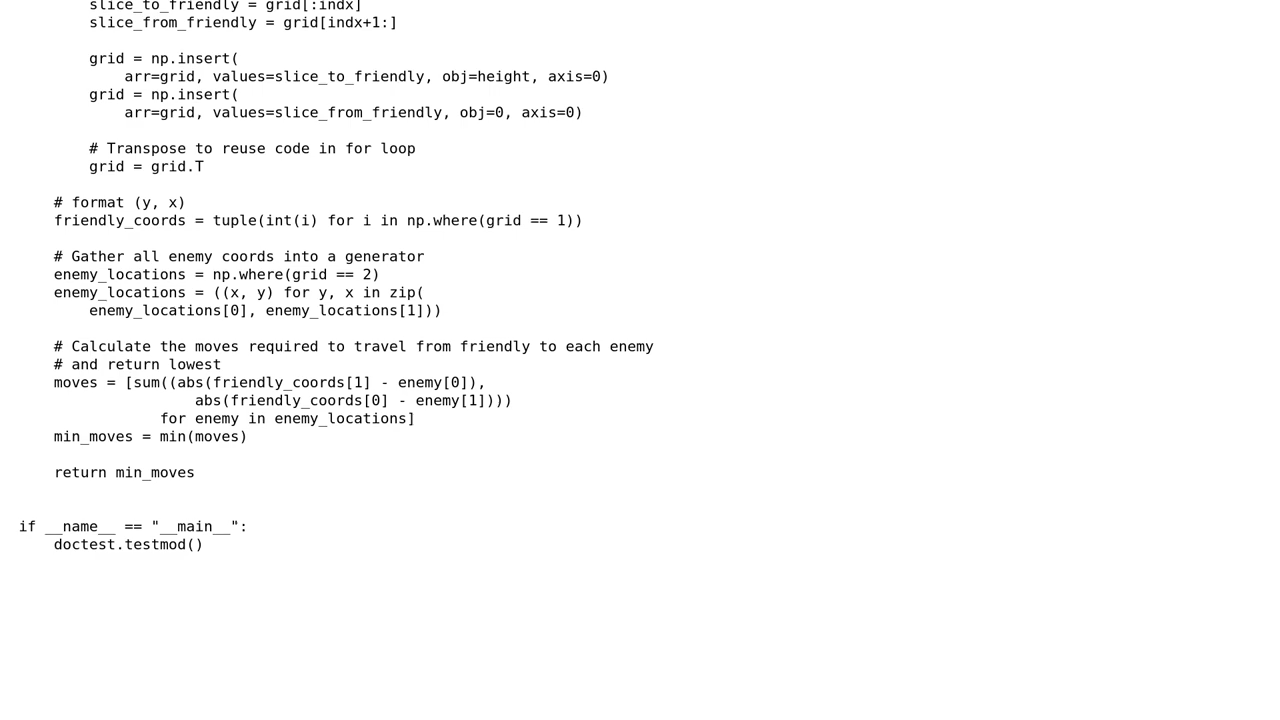 slice_to_friendly = grid[:indx]
        slice_from_friendly = grid[indx+1:]

        grid = np.insert(
            arr=grid, values=slice_to_friendly, obj=height, axis=0)
        grid = np.insert(
            arr=grid, values=slice_from_friendly, obj=0, axis=0)

        # Transpose to reuse code in for loop
        grid = grid.T

    # format (y, x)
    friendly_coords = tuple(int(i) for i in np.where(grid == 1))

    # Gather all enemy coords into a generator
    enemy_locations = np.where(grid == 2)
    enemy_locations = ((x, y) for y, x in zip(
        enemy_locations[0], enemy_locations[1]))

    # Calculate the moves required to travel from friendly to each enemy
    # and return lowest
    moves = [sum((abs(friendly_coords[1] - enemy[0]),
                    abs(friendly_coords[0] - enemy[1])))
                for enemy in enemy_locations]
    min_moves = min(moves)

    return min_moves


if __name__ == "__main__":
    doctest.testmod()